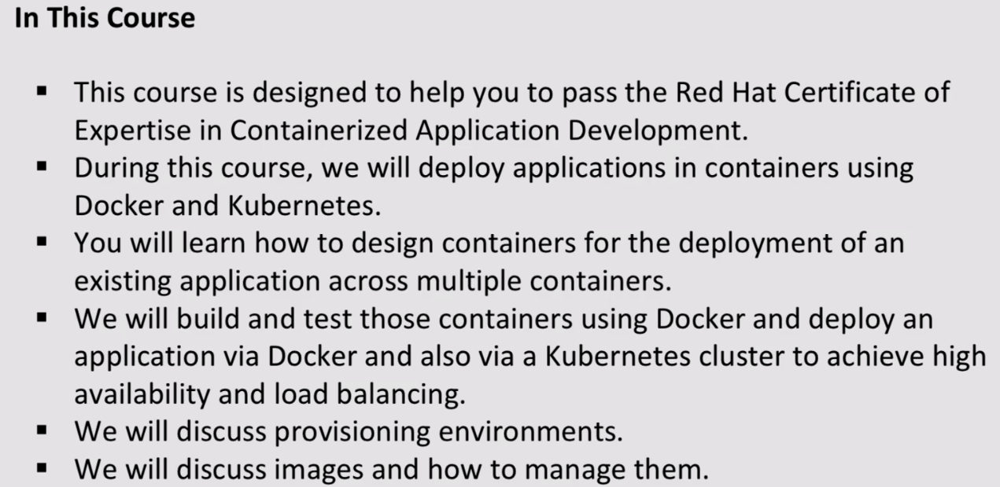 In This Course
▪ This course is designed to help you to pass the Red Hat Certificate of
Expertise in Containerized Application Development.
▪ During this course, we will deploy applications in containers using
Docker and Kubernetes.
▪ You will learn how to design containers for the deployment of an
existing application across multiple containers.
▪ We will build and test those containers using Docker and deploy an
application via Docker and also via a Kubernetes cluster to achieve high
availability and load balancing.
▪ We will discuss provisioning environments.
▪ We will discuss images and how to manage them.